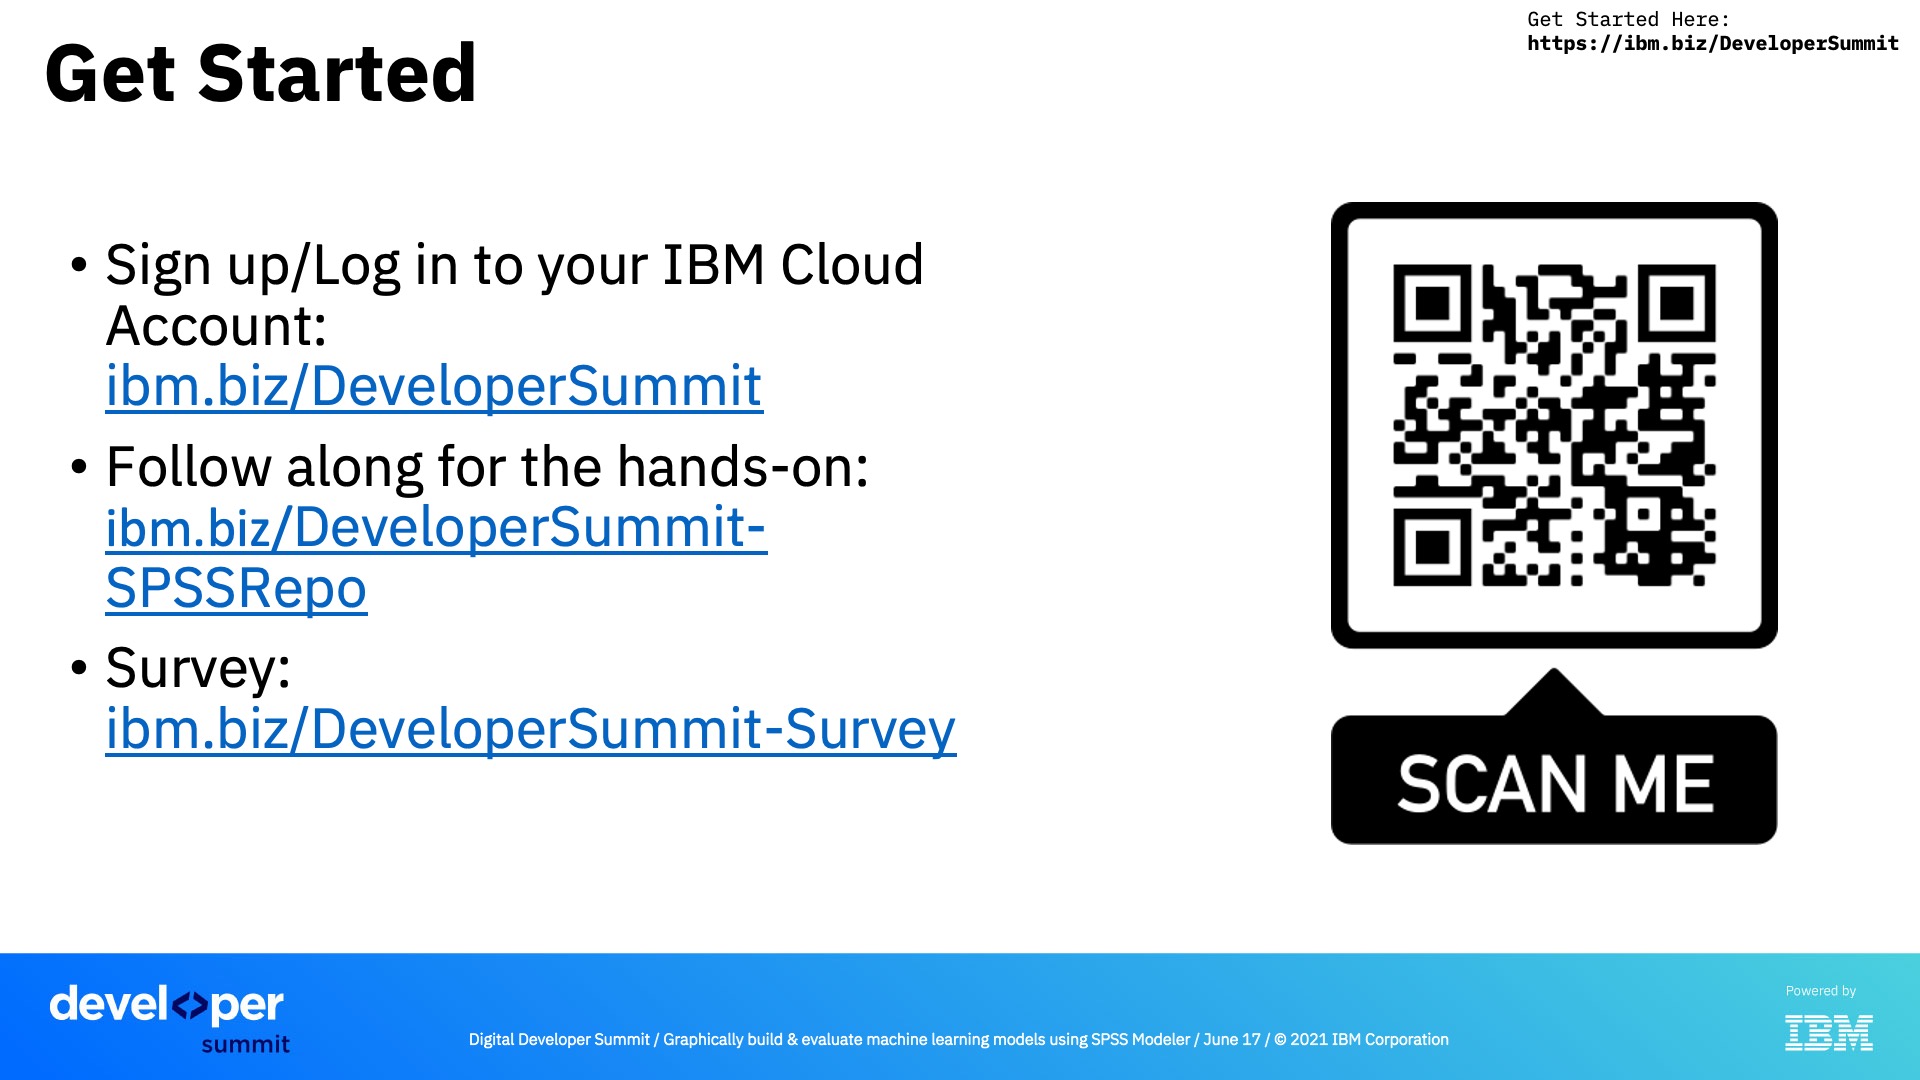 Get Started Here:
https://ibm.biz/DeveloperSummit
Get Started
• Sign up/Log in to your IBM Cloud
Account:
ibm.biz/DeveloperSummit
• Follow along for the hands-on:
ibm.biz/DeveloperSummit-
SPSSRepo
• Survey:
ibm.biz/DeveloperSummit-Survey
SCAN ME
devel<>per
summit
Digital Developer Summit / Graphically build & evaluate machine learning models using SPSS Modeler / June 17 / © 2021 IBM Corporation
Powered by
IBM